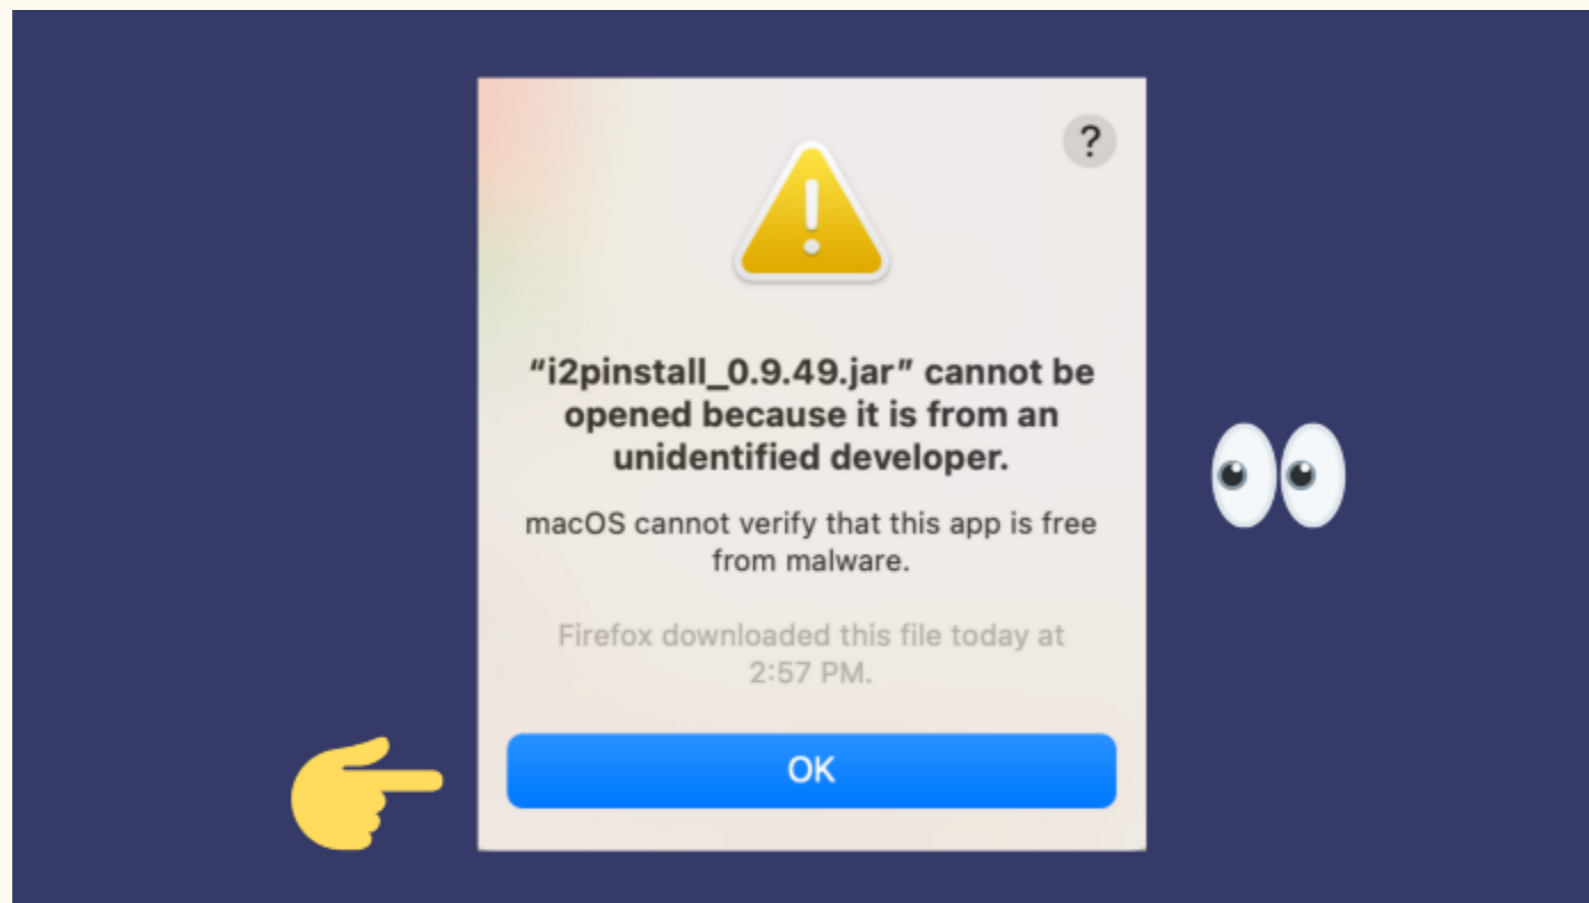 ?
“i2pinstall_0.9.49.jar” cannot be
opened because it is from an
unidentified developer.
macOS cannot verify that this app is free
from malware.
Firefox downloaded this file today at
2:57 PM.
OK